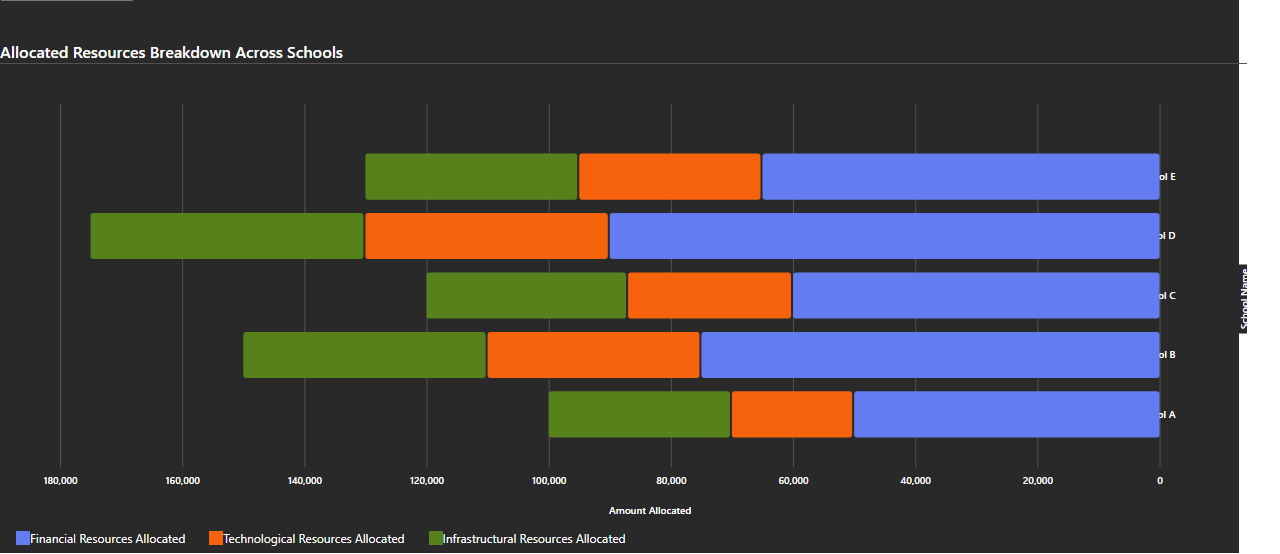 Allocated Resources Breakdown Across Schools
ol E
ol D
ol C
ol B
ol A
School Name
180,000 160,000 140,000 120,000 100,000 80,000 60,000 40,000 20,000 0
Amount Allocated
Financial Resources Allocated Technological Resources Allocated Infrastructural Resources Allocated